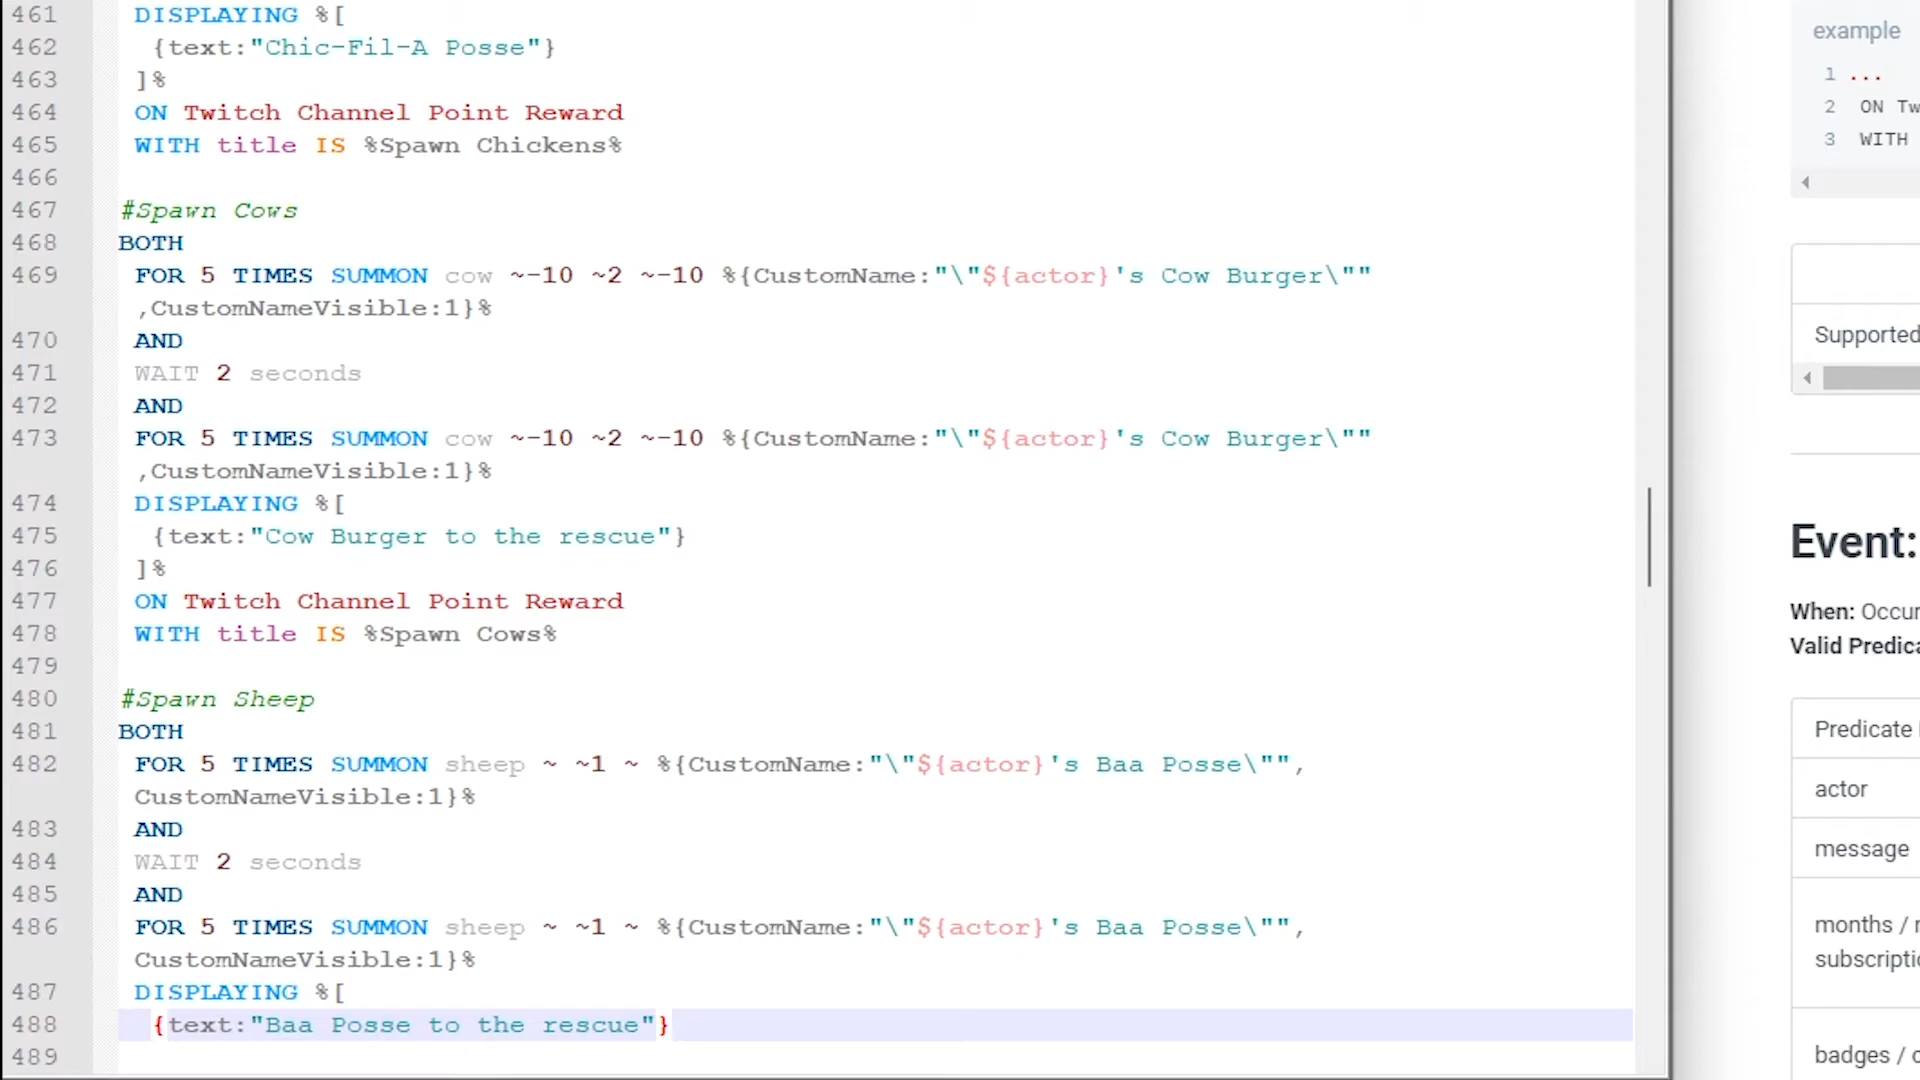 461 DISPLAYING %[
462 {text:"Chic-Fil-A Posse"}
463 ]%
464 ON Twitch Channel Point Reward
465 WITH title IS %Spawn Chickens%
466
467 #Spawn Cows
468 BOTH
469 FOR 5 TIMES SUMMON cow ~-10 ~2 ~-10 %{CustomName:"\"${actor}'s Cow Burger\""
,CustomNameVisible:1}%
470 AND
471 WAIT 2 seconds
472 AND
473 FOR 5 TIMES SUMMON cow ~-10 ~2 ~-10 %{CustomName:"\"${actor}'s Cow Burger\""
,CustomNameVisible:1}%
474 DISPLAYING %[
475 {text:"Cow Burger to the rescue"}
476 ]%
477 ON Twitch Channel Point Reward
478 WITH title IS %Spawn Cows%
479
480 #Spawn Sheep
481 BOTH
482 FOR 5 TIMES SUMMON sheep ~ ~1 ~ %{CustomName:"\"${actor}'s Baa Posse\"",
CustomNameVisible:1}%
483 AND
484 WAIT 2 seconds
485 AND
486 FOR 5 TIMES SUMMON sheep ~ ~1 ~ %{CustomName:"\"${actor}'s Baa Posse\"",
CustomNameVisible:1}%
487 DISPLAYING %[
488 {text:"Baa Posse to the rescue"}
489
example
1 ...
2 ON Tw
3 WITH
Supported
Event:
When: Occur
Valid Predica
Predicate
actor
message
months /
subscriptio
badges /